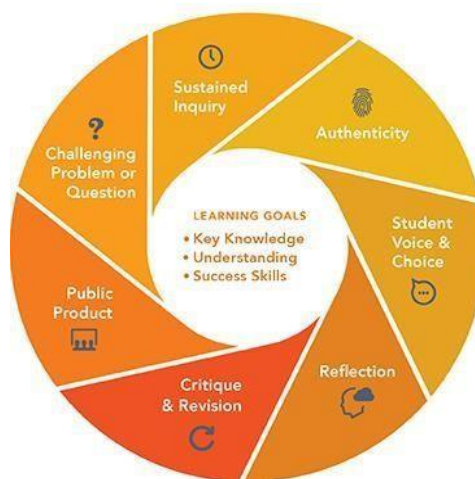 Sustained
Inquiry
Authenticity
?
Challenging
Problem or
Question
LEARNING GOALS
• Key Knowledge
• Understanding
• Success Skills
Student
Voice &
Choice
Public
Product
Reflection
Critique
& Revision